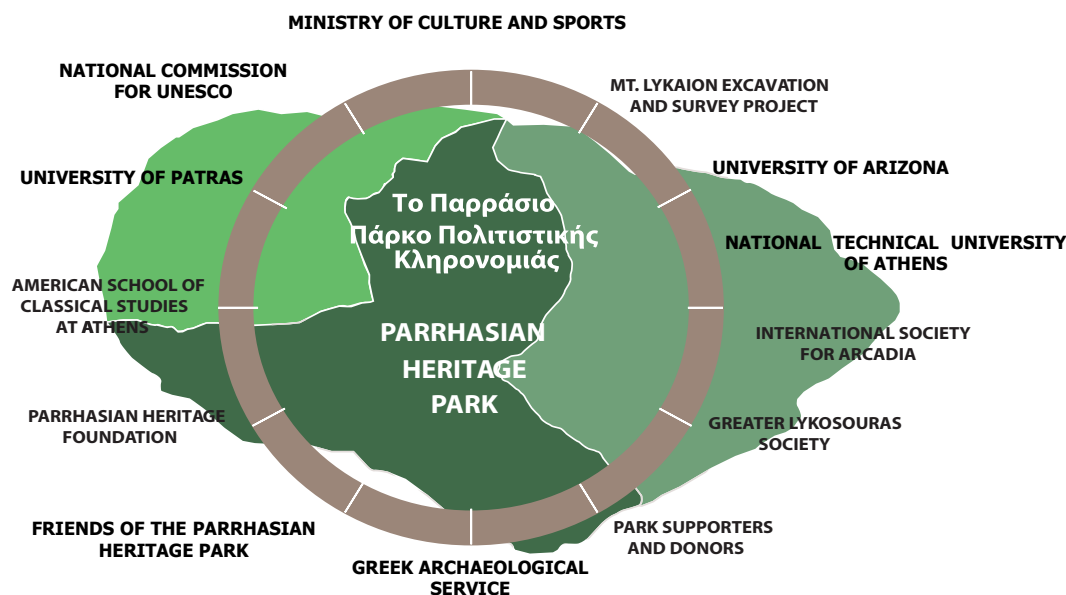 MINISTRY OF CULTURE AND SPORTS
NATIONAL COMMISSION
FOR UNESCO
MT. LYKAION EXCAVATION
AND SURVEY PROJECT
UNIVERSITY OF PATRAS
UNIVERSITY OF ARIZONA
Το Παρράσιο
Πάρκο Πολιτιστικής
Κληρονομιάς
NATIONAL TECHNICAL UNIVERSITY
OF ATHENS
AMERICAN SCHOOL OF
CLASSICAL STUDIES
AT ATHENS
PARRHASIAN
HERITAGE
PARK
INTERNATIONAL SOCIETY
FOR ARCADIA
PARRHASIAN HERITAGE
FOUNDATION
GREATER LYKOSOURAS
SOCIETY
FRIENDS OF THE PARRHASIAN
HERITAGE PARK
PARK SUPPORTERS
AND DONORS
GREEK ARCHAEOLOGICAL
SERVICE